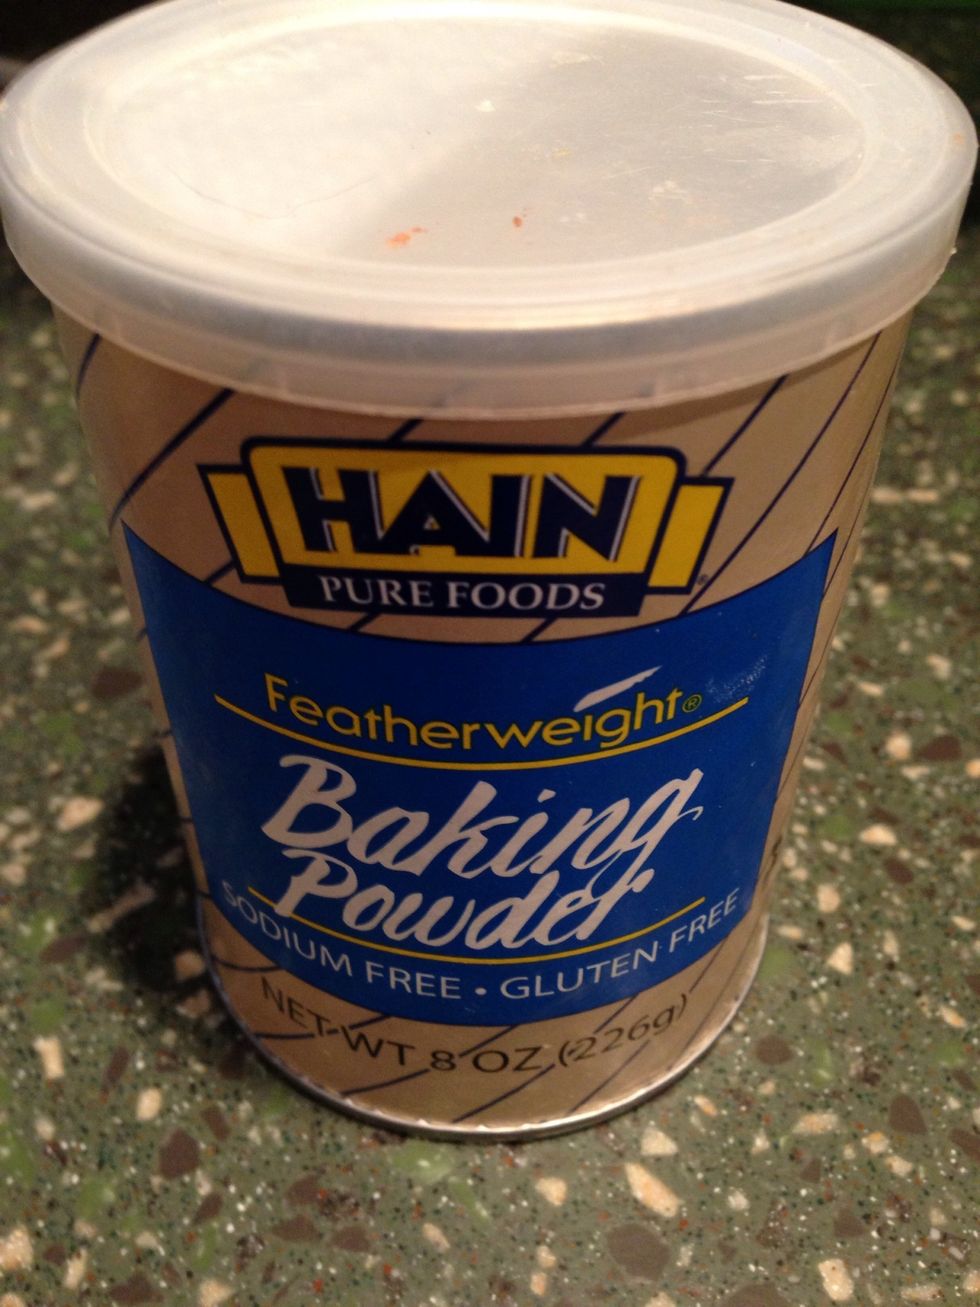 HAIN
PURE FOODS
®
Featherweight®
Baking
Powder
SODIUM FREE • GLUTEN FREE
NET WT 8 OZ (226g)